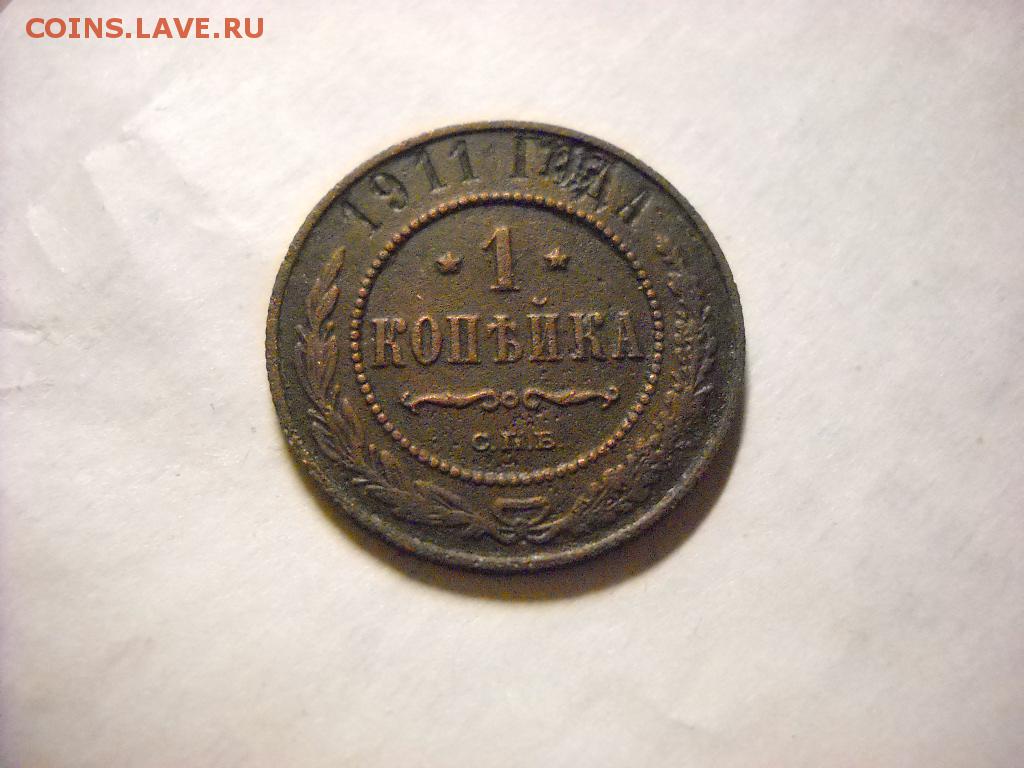 COINS.LAVE.RU
1911 ГОДА
1
КОПѢЙКА
С.П.Б.